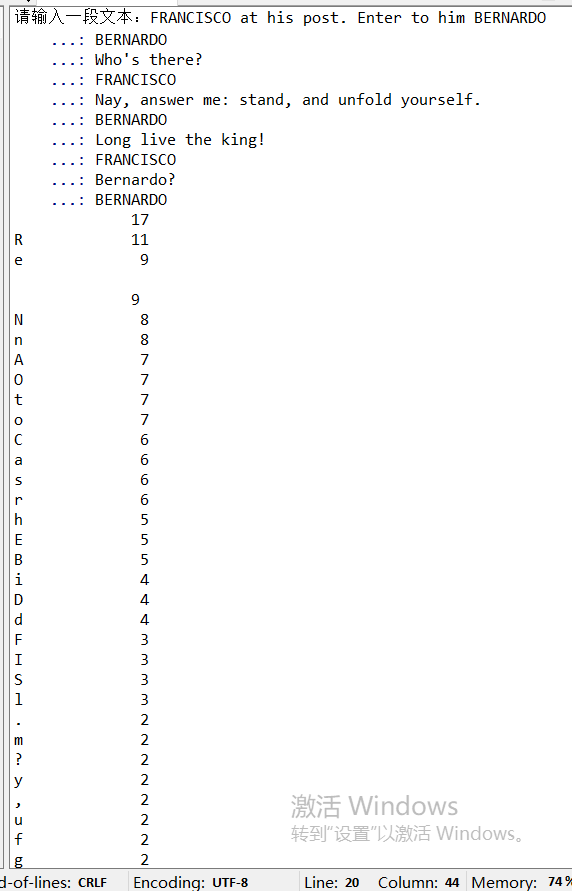 请输入一段文本：FRANCISCO at his post. Enter to him BERNARDO
...: BERNARDO
...: Who's there?
...: FRANCISCO
...: Nay, answer me: stand, and unfold yourself.
...: BERNARDO
...: Long live the king!
...: FRANCISCO
...: Bernardo?
...: BERNARDO
17
R 11
e 9
9
N 8
n 8
A 7
O 7
t 7
o 7
C 6
a 6
s 6
r 6
h 5
E 5
B 5
i 4
D 4
d 4
F 3
I 3
S 3
l 3
. 2
m 2
? 2
y 2
, 2
u 2
f 2
g 2
激活 Windows
转到“设置”以激活 Windows。
d-of-lines: CRLF Encoding: UTF-8 Line: 20 Column: 44 Memory: 74%